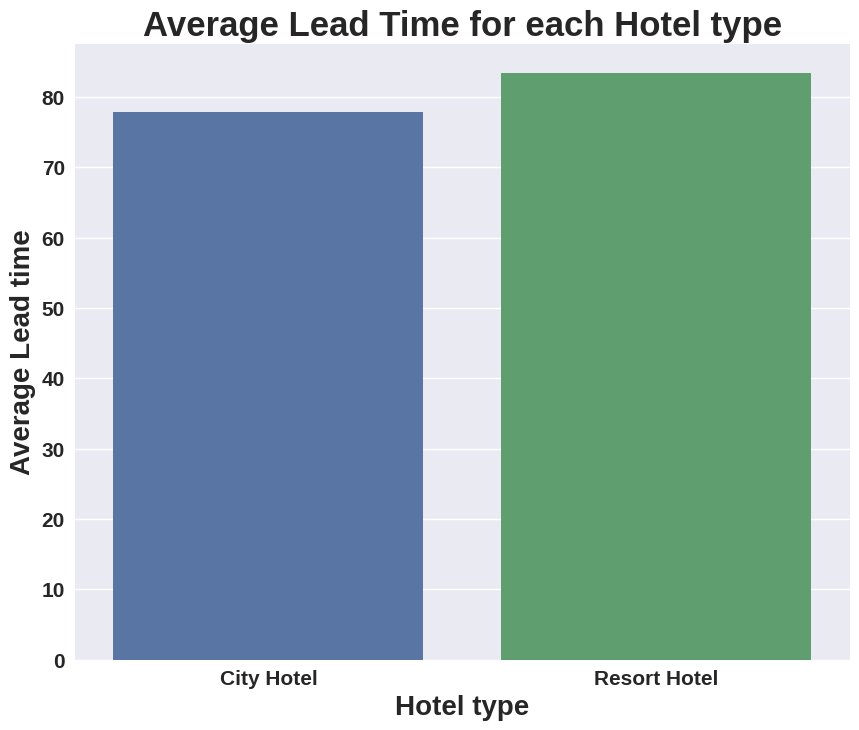 Average Lead Time for each Hotel type
Average Lead time
80
70
60
50
40
30
20
10
0
City Hotel
Resort Hotel
Hotel type